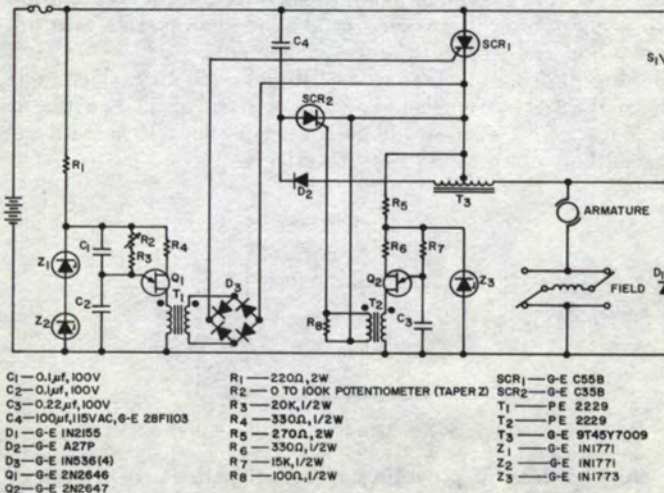 C4
SCR1
S1
SCR2
R1
D2
T3
R5
ARMATURE
Z1
C1
R2
R3
R4
R6
R7
Q1
Q2
Z3
D1
T1
D3
FIELD
Z2
C2
R8
T2
C3
C1 — 0.1µf, 100V
C2 — 0.1µf, 100V
C3 — 0.22µf, 100V
C4 — 100µf, 115VAC, G-E 28F1103
D1 — G-E 1N2155
D2 — G-E A27P
D3 — G-E 1N536(4)
Q1 — G-E 2N2646
Q2 — G-E 2N2647
R1 — 220Ω, 2W
R2 — 0 TO 100K POTENTIOMETER (TAPER Z)
R3 — 20K, 1/2W
R4 — 330Ω, 1/2W
R5 — 270Ω, 2W
R6 — 330Ω, 1/2W
R7 — 15K, 1/2W
R8 — 100Ω, 1/2W
SCR1 — G-E C55B
SCR2 — G-E C35B
T1 — PE 2229
T2 — PE 2229
T3 — G-E 9T45Y7009
Z1 — G-E 1N1771
Z2 — G-E 1N1771
Z3 — G-E 1N1773